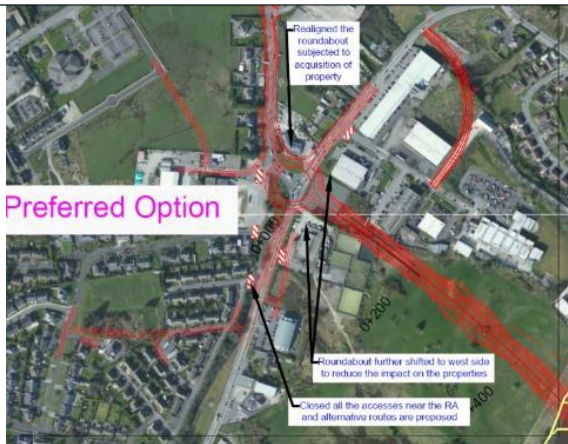 Realigned the
roundabout
subjected to
acquisition of
property
Preferred Option
0+000
0+200
Roundabout further shifted to west side
to reduce the impact on the properties
Closed all the accesses near the RA
and alternative routes are proposed
+400